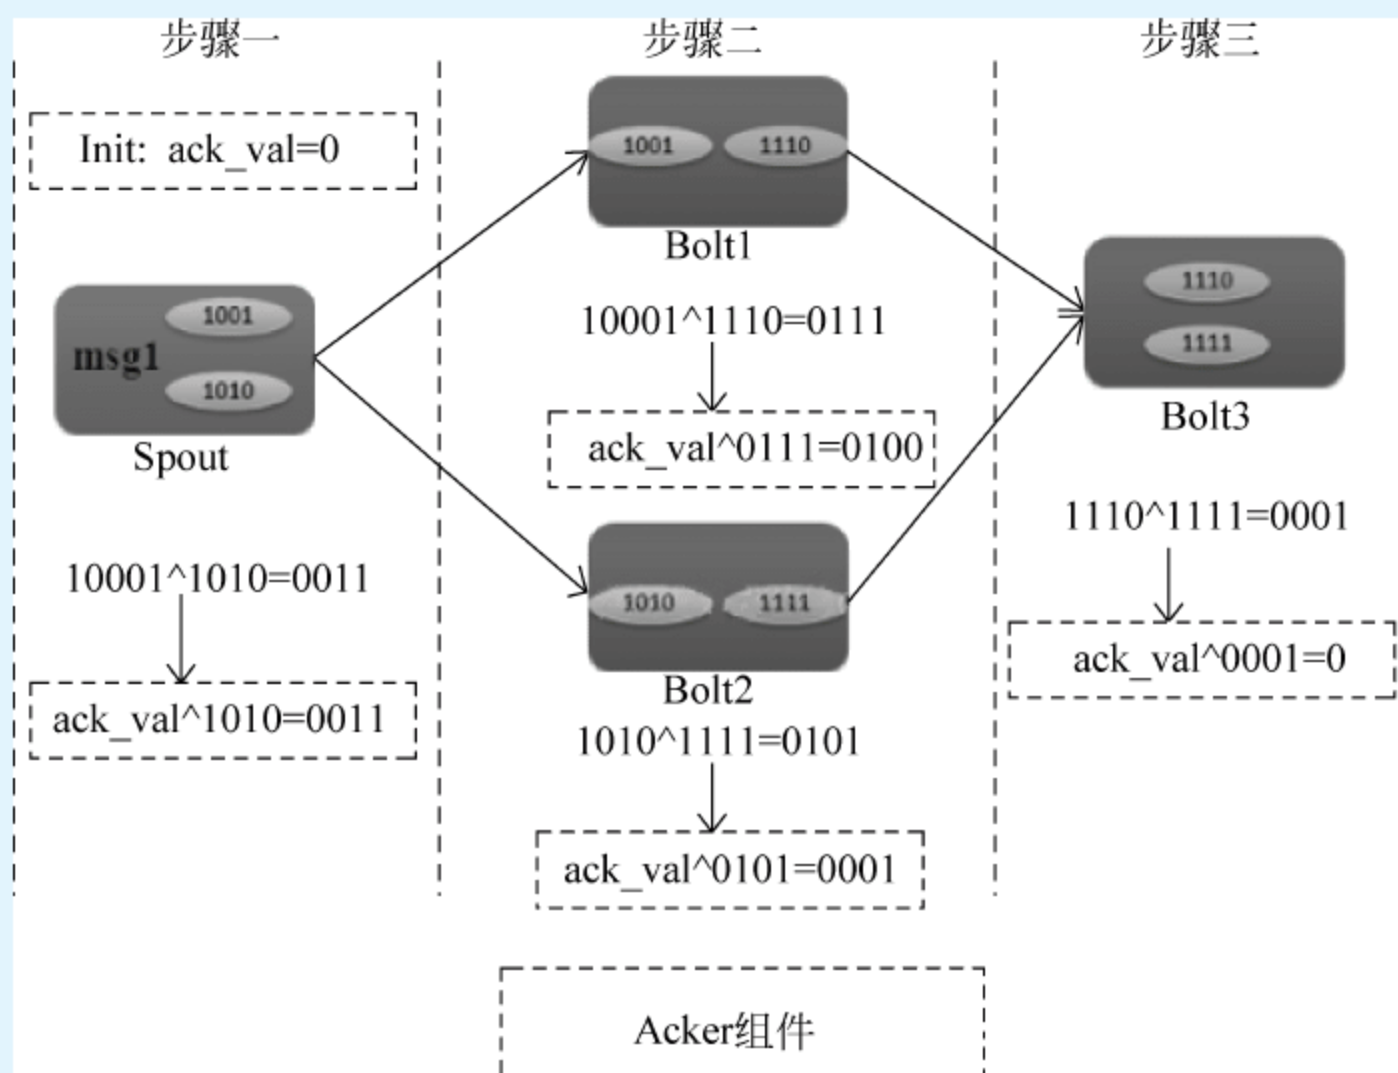 步骤一
步骤二
步骤三
Init: ack_val=0
1001
msg1
1010
Spout
10001^1010=0011
ack_val^1010=0011
1001 1110
Bolt1
10001^1110=0111
ack_val^0111=0100
1010 1111
Bolt2
1010^1111=0101
ack_val^0101=0001
1110
1111
Bolt3
1110^1111=0001
ack_val^0001=0
Acker组件